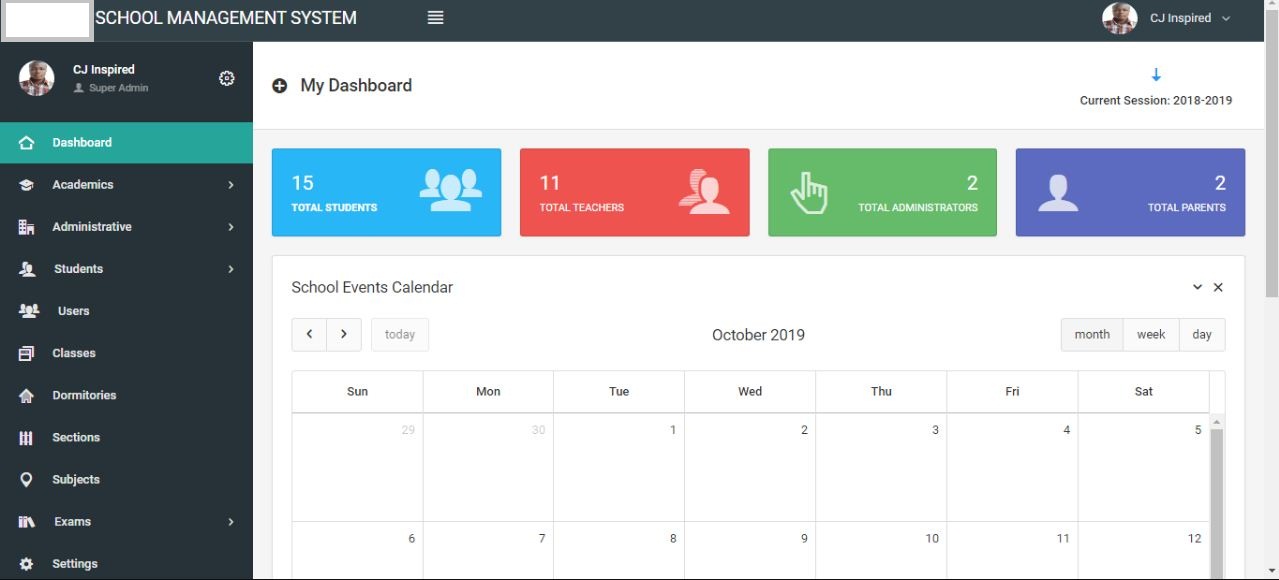 SCHOOL MANAGEMENT SYSTEM
CJ Inspired
CJ Inspired
Super Admin
Dashboard
Academics
Administrative
Students
Users
Classes
Dormitories
Sections
Subjects
Exams
Settings
My Dashboard
Current Session: 2018-2019
15
TOTAL STUDENTS
11
TOTAL TEACHERS
2
TOTAL ADMINISTRATORS
2
TOTAL PARENTS
School Events Calendar
today
October 2019
month week day
Sun Mon Tue Wed Thu Fri Sat
29 30 1 2 3 4 5
6 7 8 9 10 11 12